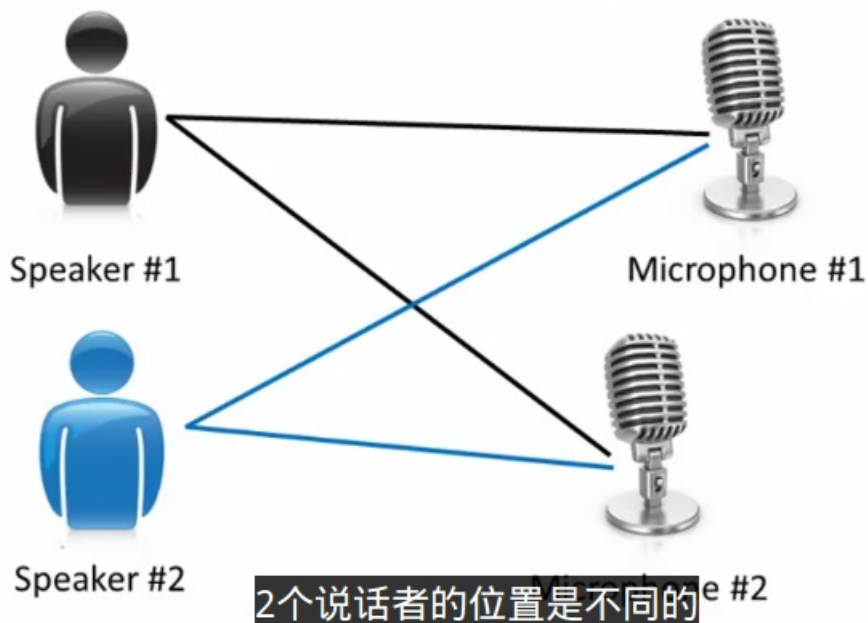 Speaker #1
Microphone #1
Speaker #2
Microphone #2
2个说话者的位置是不同的